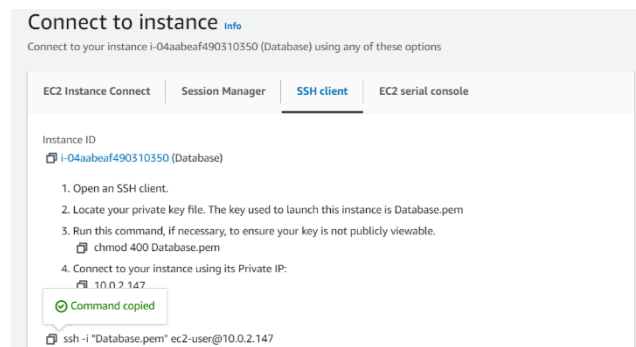 Connect to instance Info
Connect to your instance i-04aabeaf490310350 (Database) using any of these options
EC2 Instance Connect Session Manager SSH client EC2 serial console
Instance ID
i-04aabeaf490310350 (Database)
1. Open an SSH client.
2. Locate your private key file. The key used to launch this instance is Database.pem
3. Run this command, if necessary, to ensure your key is not publicly viewable.
chmod 400 Database.pem
4. Connect to your instance using its Private IP:
10.0.2.147
Command copied
ssh -i "Database.pem" ec2-user@10.0.2.147